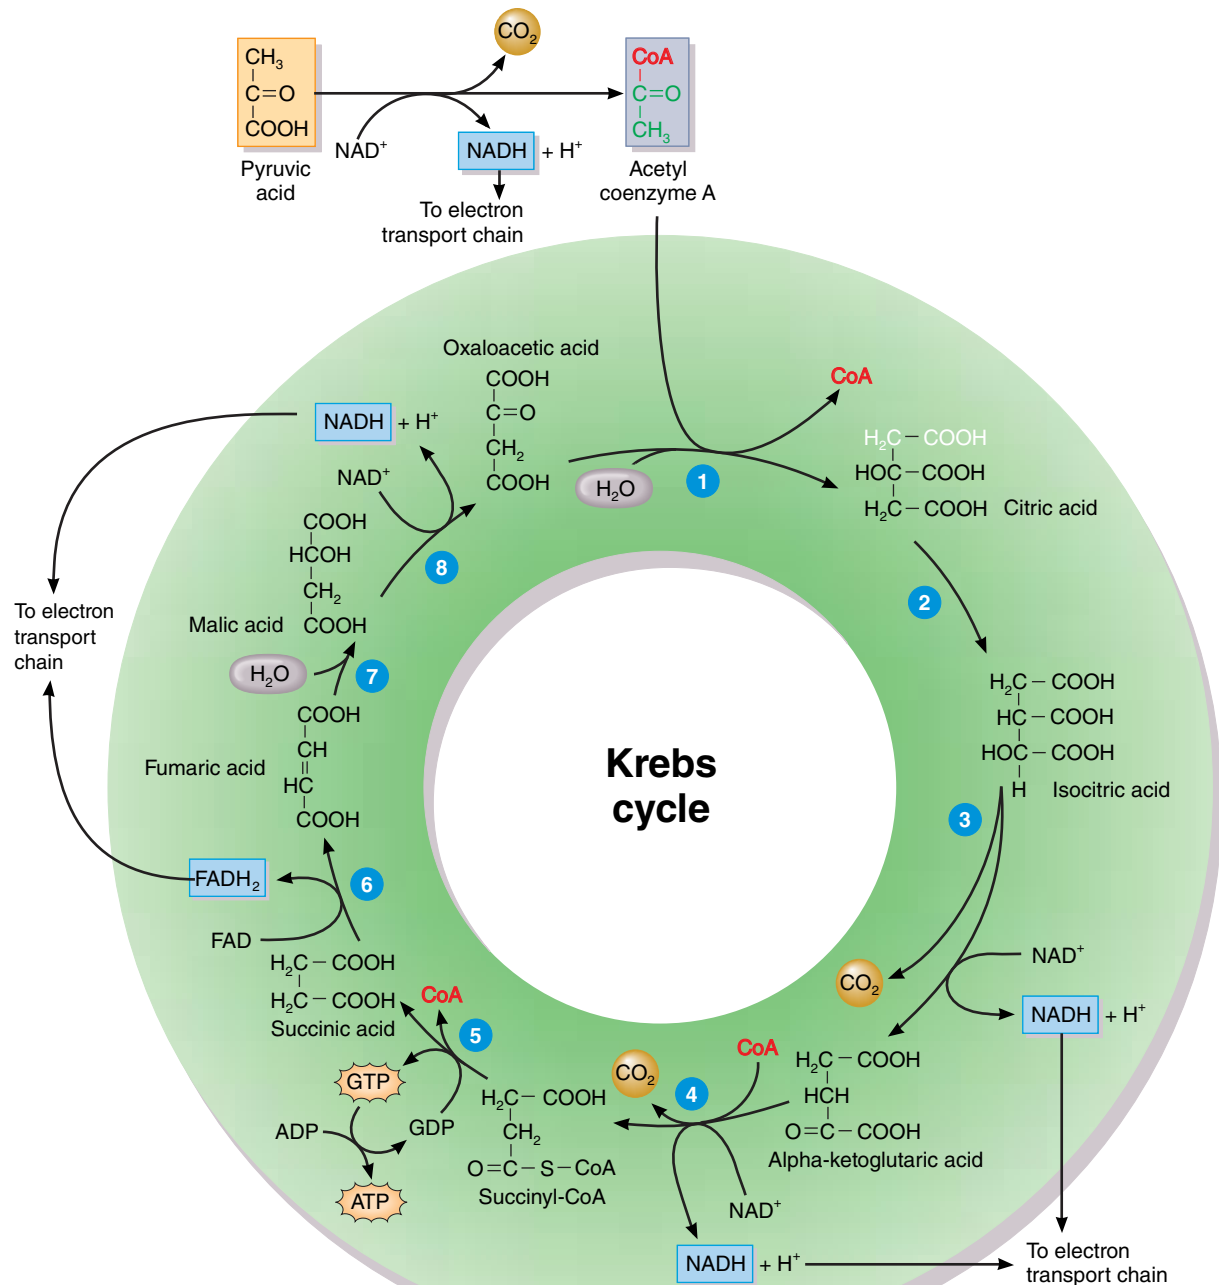 CO₂
CH₃
C=O
COOH
Pyruvic
acid
NAD⁺
NADH + H⁺
To electron
transport chain
CoA
C=O
CH₃
Acetyl
coenzyme A
Oxaloacetic acid
COOH
C=O
CH₂
COOH
H₂O
1
CoA
H₂C – COOH
HOC – COOH
H₂C – COOH
Citric acid
2
H₂C – COOH
HC – COOH
HOC – COOH
H
Isocitric acid
3
CO₂
NAD⁺
NADH + H⁺
To electron
transport chain
H₂C – COOH
HCH
O=C – COOH
Alpha-ketoglutaric acid
CoA
4
CO₂
NAD⁺
NADH + H⁺
H₂C – COOH
CH₂
O=C – S – CoA
Succinyl-CoA
5
CoA
GTP
GDP
ADP
ATP
H₂C – COOH
H₂C – COOH
Succinic acid
6
FAD
FADH₂
COOH
CH
HC
COOH
Fumaric acid
7
H₂O
COOH
HCOH
CH₂
COOH
Malic acid
8
NAD⁺
NADH + H⁺
To electron
transport
chain
Krebs
cycle